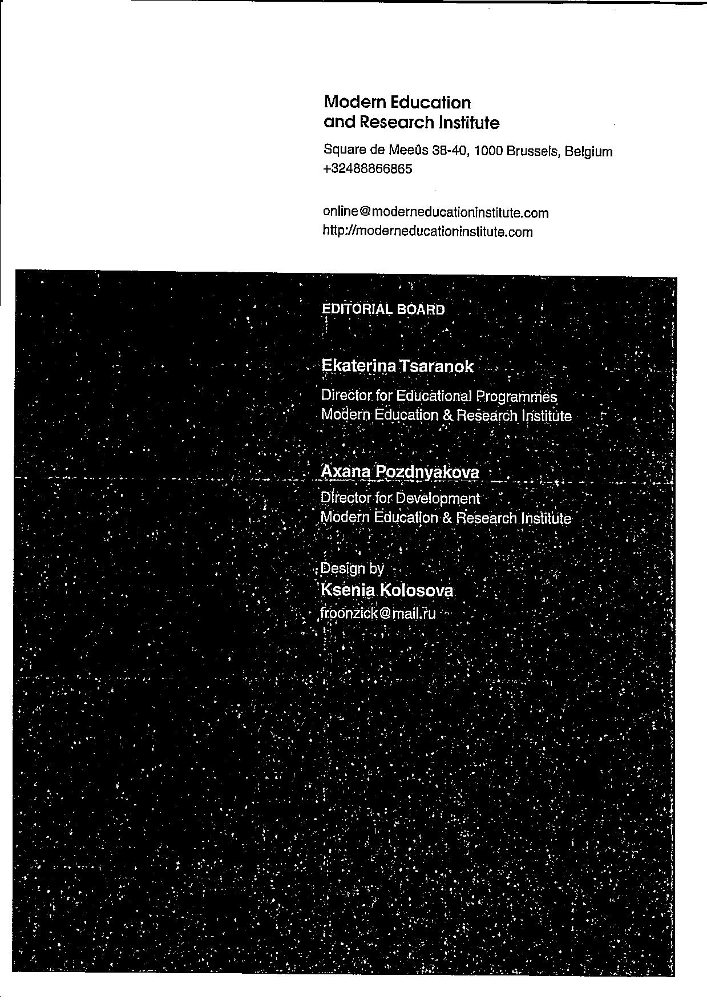 Modern Education
and Research Institute
Square de Meeûs 38-40, 1000 Brussels, Belgium
+32488866865
online@moderneducationinstitute.com
http://moderneducationinstitute.com
EDITORIAL BOARD
Ekaterina Tsaranok
Director for Educational Programmes
Modern Education & Research Institute
Axana Pozdnyakova
Director for Development
Modern Education & Research Institute
Design by
Ksenia Kolosova
froonzick@mail.ru